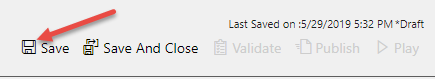 Last Saved on :5/29/2019 5:32 PM *Draft
Save Save And Close Validate Publish Play